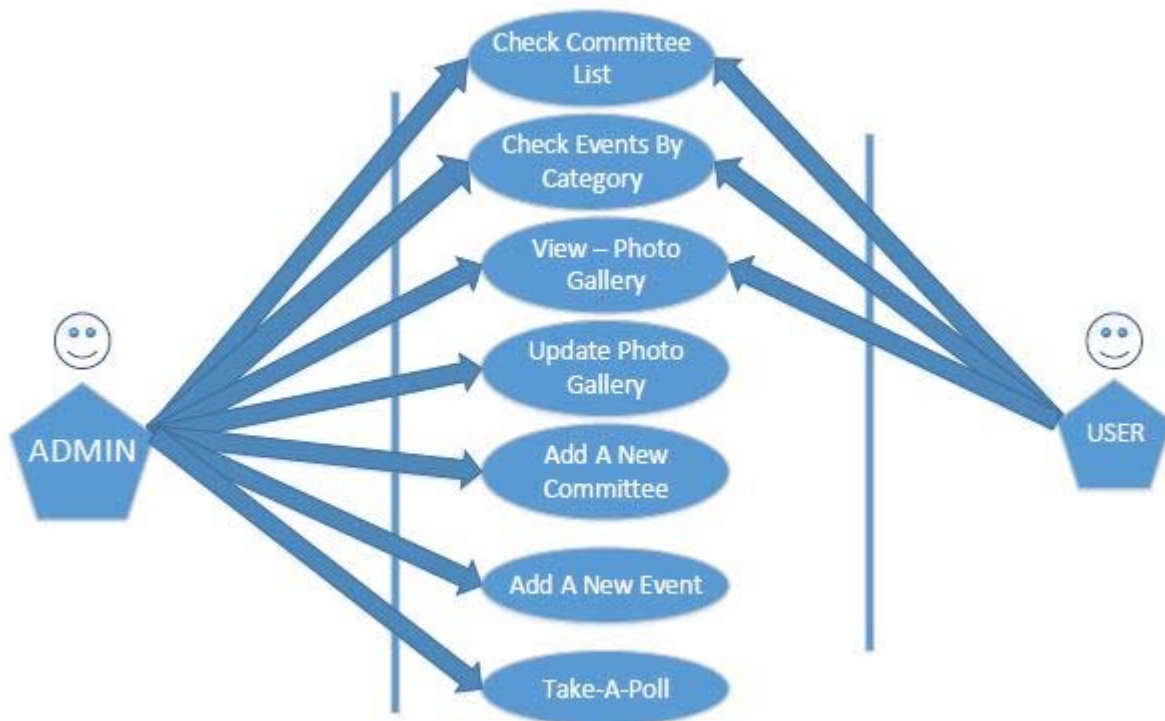 Check Committee
List
Check Events By
Category
View – Photo
Gallery
Update Photo
Gallery
ADMIN
USER
Add A New
Committee
Add A New Event
Take-A-Poll